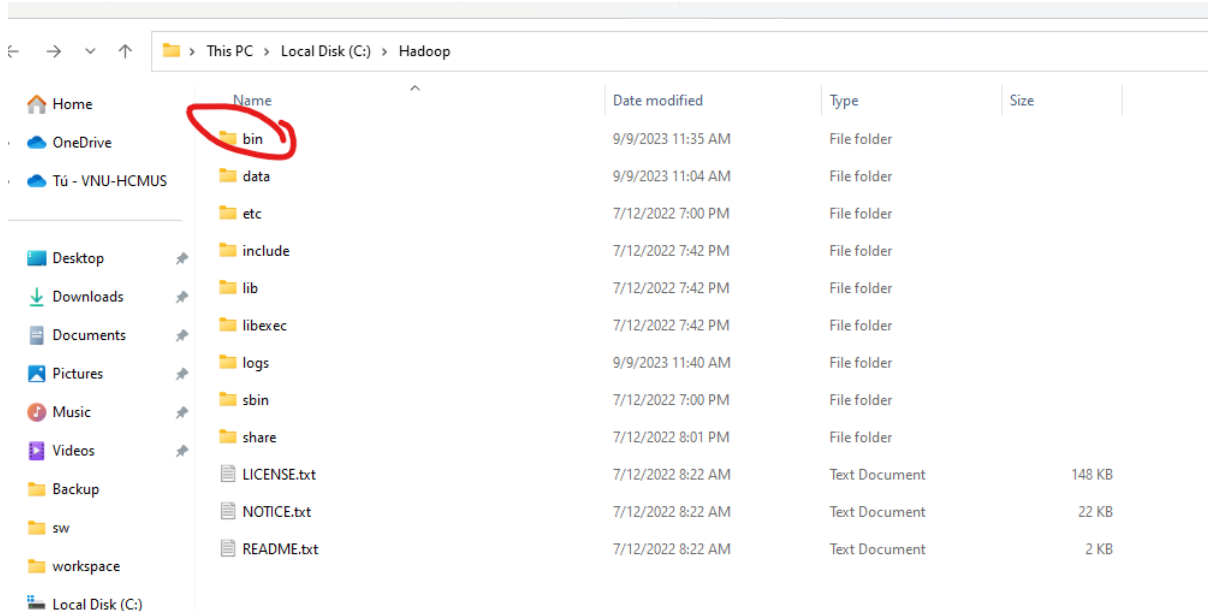 This PC > Local Disk (C:) > Hadoop
Name Date modified Type Size
Home
OneDrive
Tú - VNU-HCMUS
Desktop
Downloads
Documents
Pictures
Music
Videos
Backup
sw
workspace
Local Disk (C:)
bin 9/9/2023 11:35 AM File folder
data 9/9/2023 11:04 AM File folder
etc 7/12/2022 7:00 PM File folder
include 7/12/2022 7:42 PM File folder
lib 7/12/2022 7:42 PM File folder
libexec 7/12/2022 7:42 PM File folder
logs 9/9/2023 11:40 AM File folder
sbin 7/12/2022 7:00 PM File folder
share 7/12/2022 8:01 PM File folder
LICENSE.txt 7/12/2022 8:22 AM Text Document 148 KB
NOTICE.txt 7/12/2022 8:22 AM Text Document 22 KB
README.txt 7/12/2022 8:22 AM Text Document 2 KB